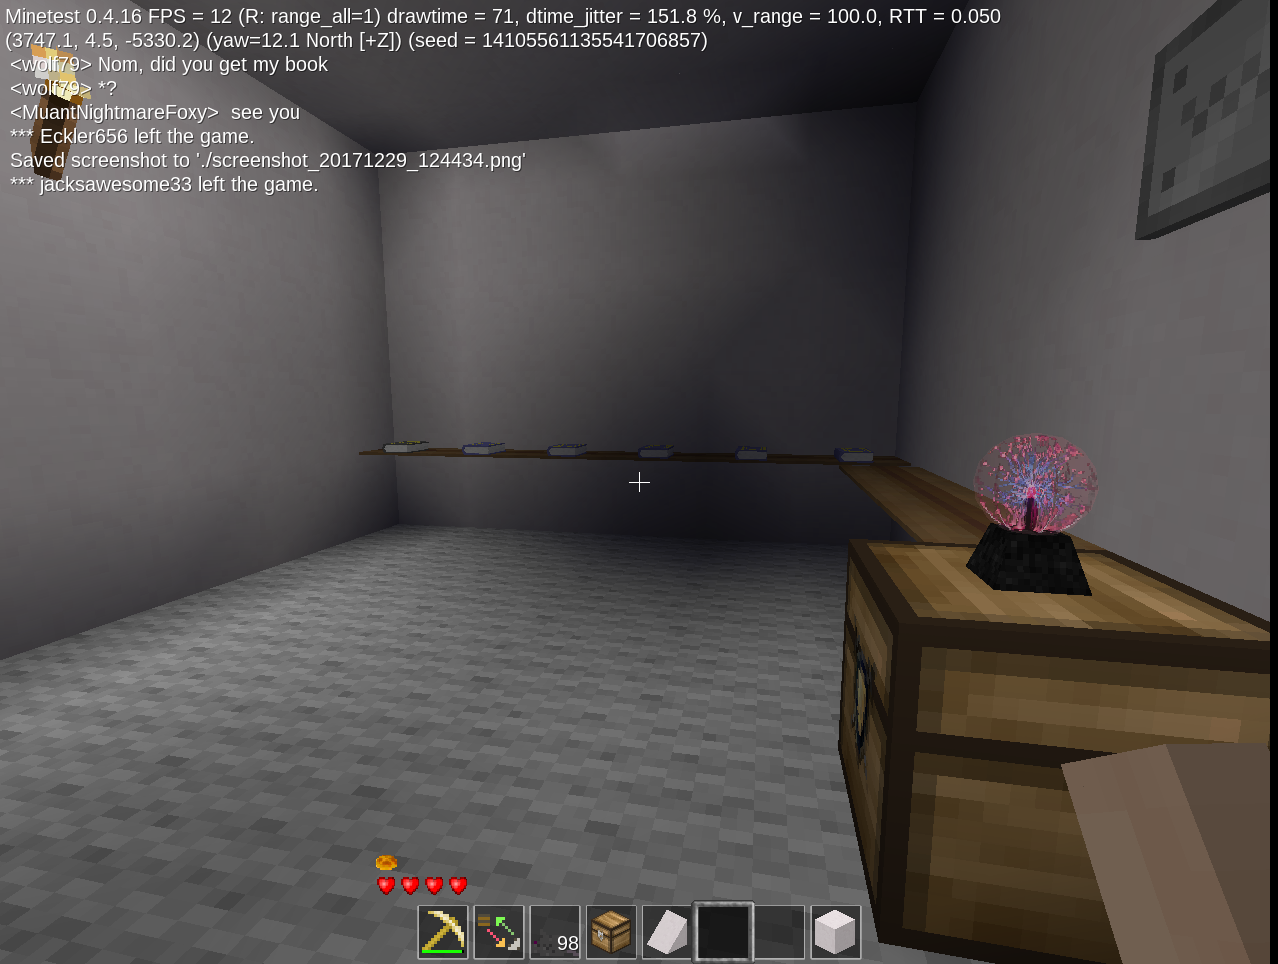 Minetest 0.4.16 FPS = 12 (R: range_all=1) drawtime = 71, dtime_jitter = 151.8 %, v_range = 100.0, RTT = 0.050
(3747.1, 4.5, -5330.2) (yaw=12.1 North [+Z]) (seed = 14105561135541706857)
<wolf79> Nom, did you get my book
<wolf79> *?
<MuantNightmareFoxy>  see you
*** Eckler656 left the game.
Saved screenshot to './screenshot_20171229_124434.png'
*** jacksawesome33 left the game.
98